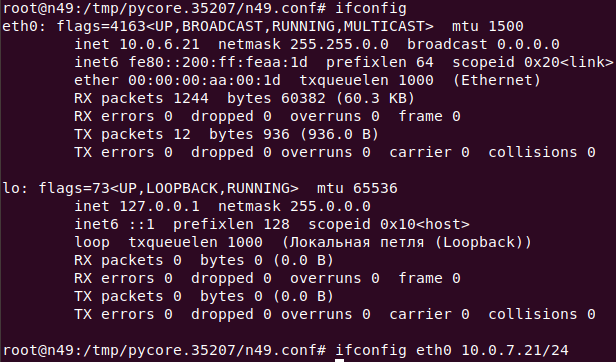 root@n49:/tmp/pycore.35207/n49.conf# ifconfig
eth0: flags=4163<UP,BROADCAST,RUNNING,MULTICAST>  mtu 1500
        inet 10.0.6.21  netmask 255.255.255.0  broadcast 0.0.0.0
        inet6 fe80::200:ff:feaa:1d  prefixlen 64  scopeid 0x20<link>
        ether 00:00:00:aa:00:1d  txqueuelen 1000  (Ethernet)
        RX packets 1244  bytes 60382 (60.3 KB)
        RX errors 0  dropped 0  overruns 0  frame 0
        TX packets 12  bytes 936 (936.0 B)
        TX errors 0  dropped 0 overruns 0  carrier 0  collisions 0
lo: flags=73<UP,LOOPBACK,RUNNING>  mtu 65536
        inet 127.0.0.1  netmask 255.0.0.0
        inet6 ::1  prefixlen 128  scopeid 0x10<host>
        loop  txqueuelen 1000  (Локальная петля (Loopback))
        RX packets 0  bytes 0 (0.0 B)
        RX errors 0  dropped 0  overruns 0  frame 0
        TX packets 0  bytes 0 (0.0 B)
        TX errors 0  dropped 0 overruns 0  carrier 0  collisions 0
root@n49:/tmp/pycore.35207/n49.conf# ifconfig eth0 10.0.7.21/24